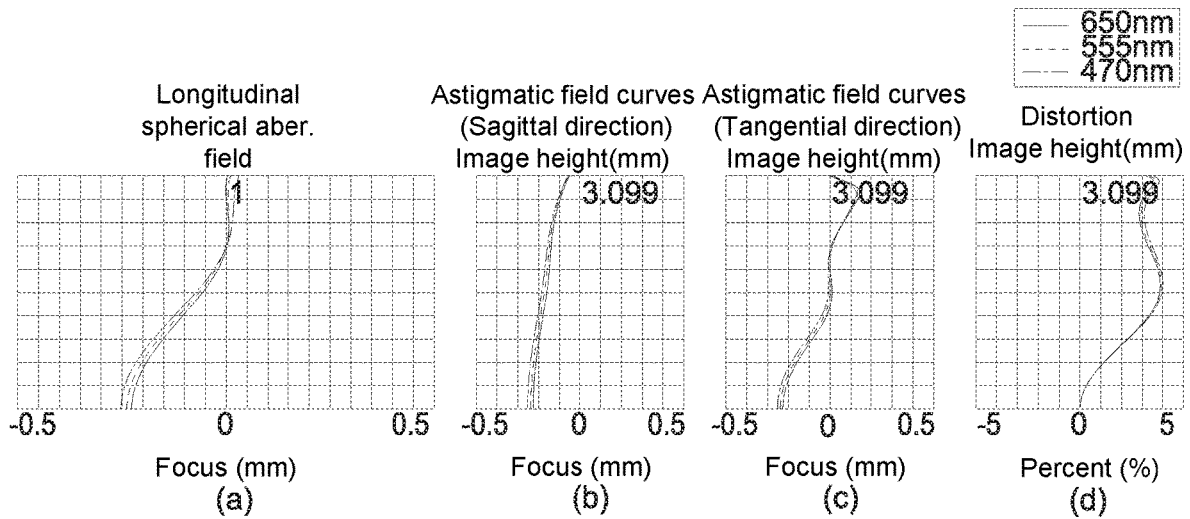 650nm
555nm
470nm
Longitudinal
spherical aber.
field
1
-0.5
0
0.5
Focus (mm)
(a)
Astigmatic field curves
(Sagittal direction)
Image height(mm)
3.099
-0.5
0
0.5
Focus (mm)
(b)
Astigmatic field curves
(Tangential direction)
Image height(mm)
3.099
-0.5
0
0.5
Focus (mm)
(c)
Distortion
Image height(mm)
3.099
-5
0
5
Percent (%)
(d)